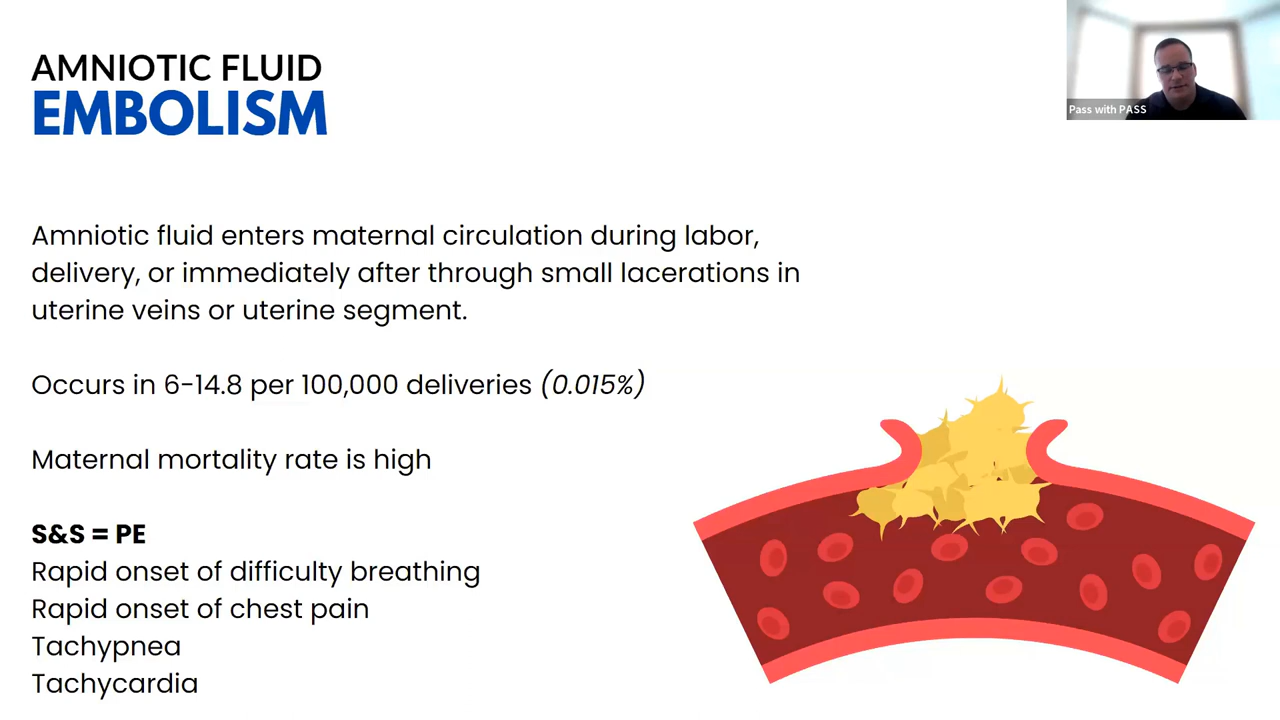 AMNIOTIC FLUID
EMBOLISM
Pass with PASS
Amniotic fluid enters maternal circulation during labor,
delivery, or immediately after through small lacerations in
uterine veins or uterine segment.
Occurs in 6-14.8 per 100,000 deliveries (0.015%)
Maternal mortality rate is high
S&S = PE
Rapid onset of difficulty breathing
Rapid onset of chest pain
Tachypnea
Tachycardia